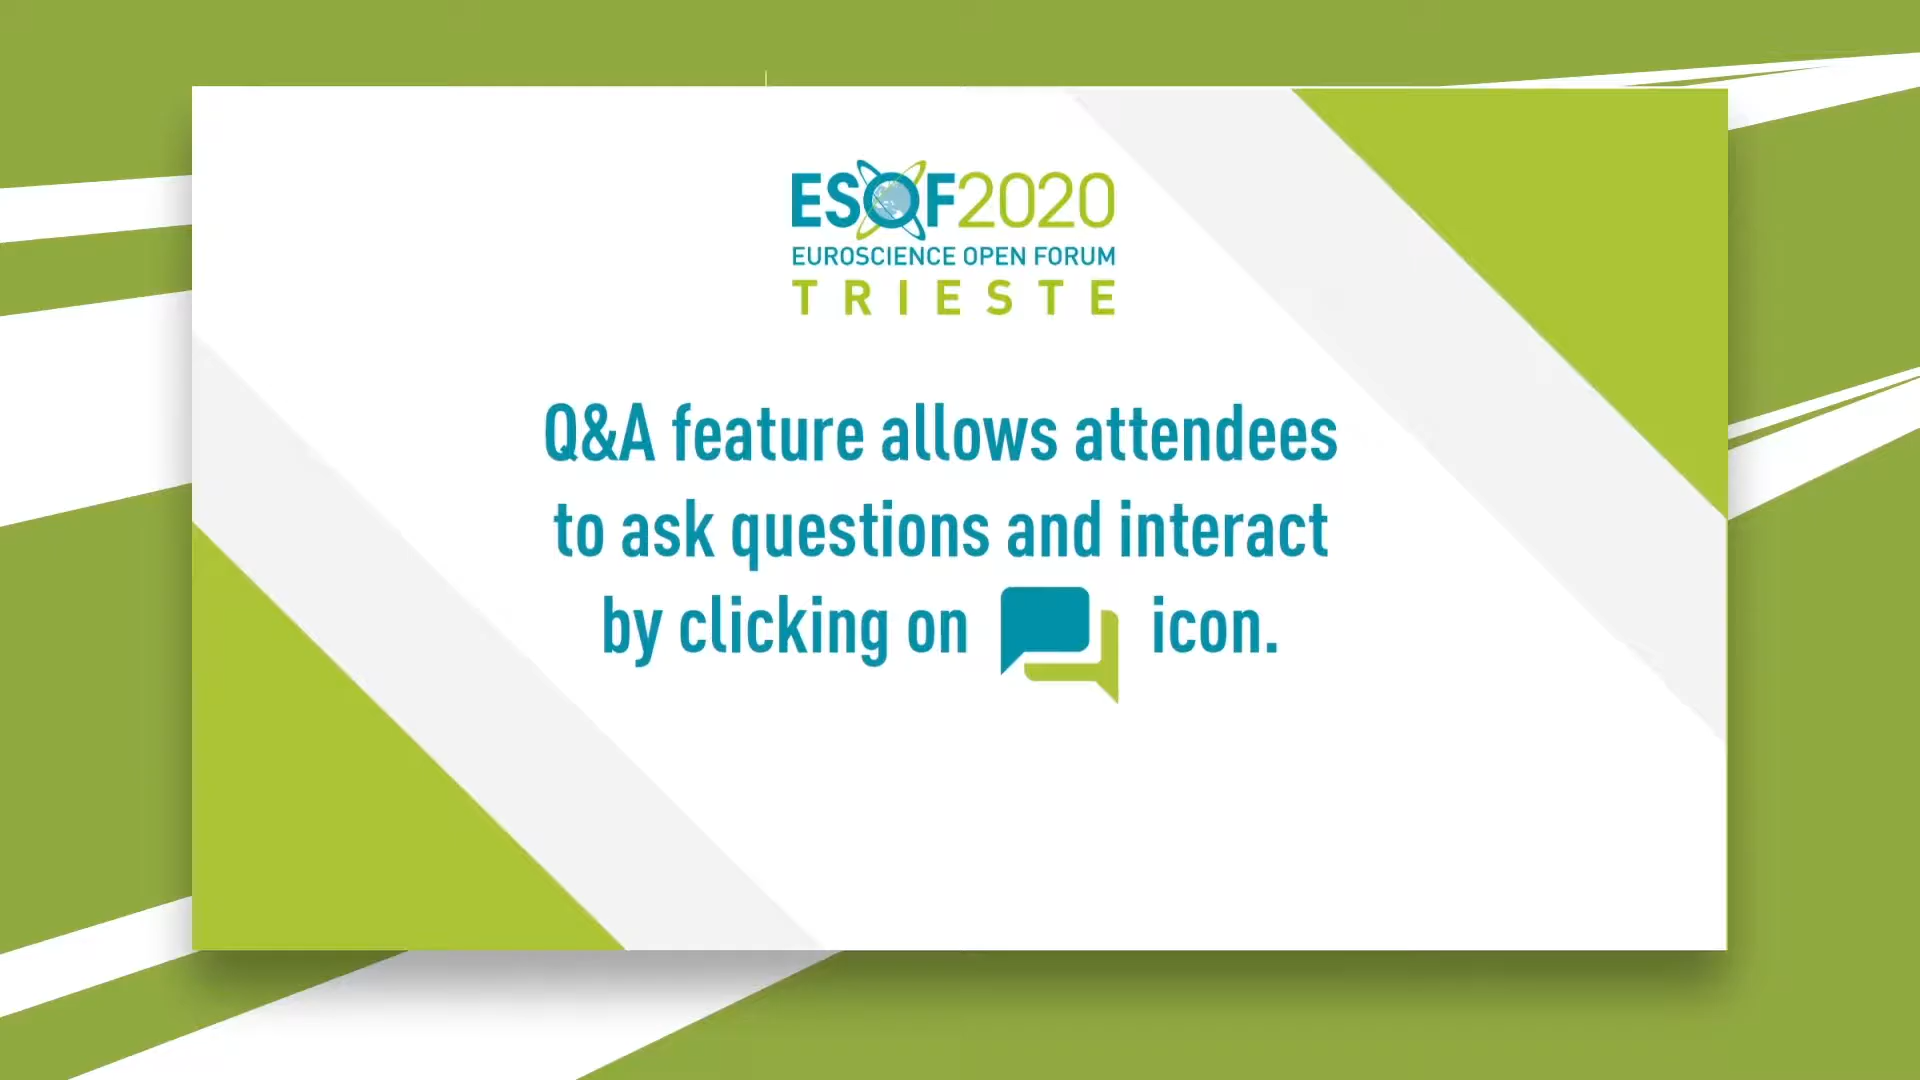 ESOF2020
EUROSCIENCE OPEN FORUM
TRIESTE
Q&A feature allows attendees
to ask questions and interact
by clicking on icon.